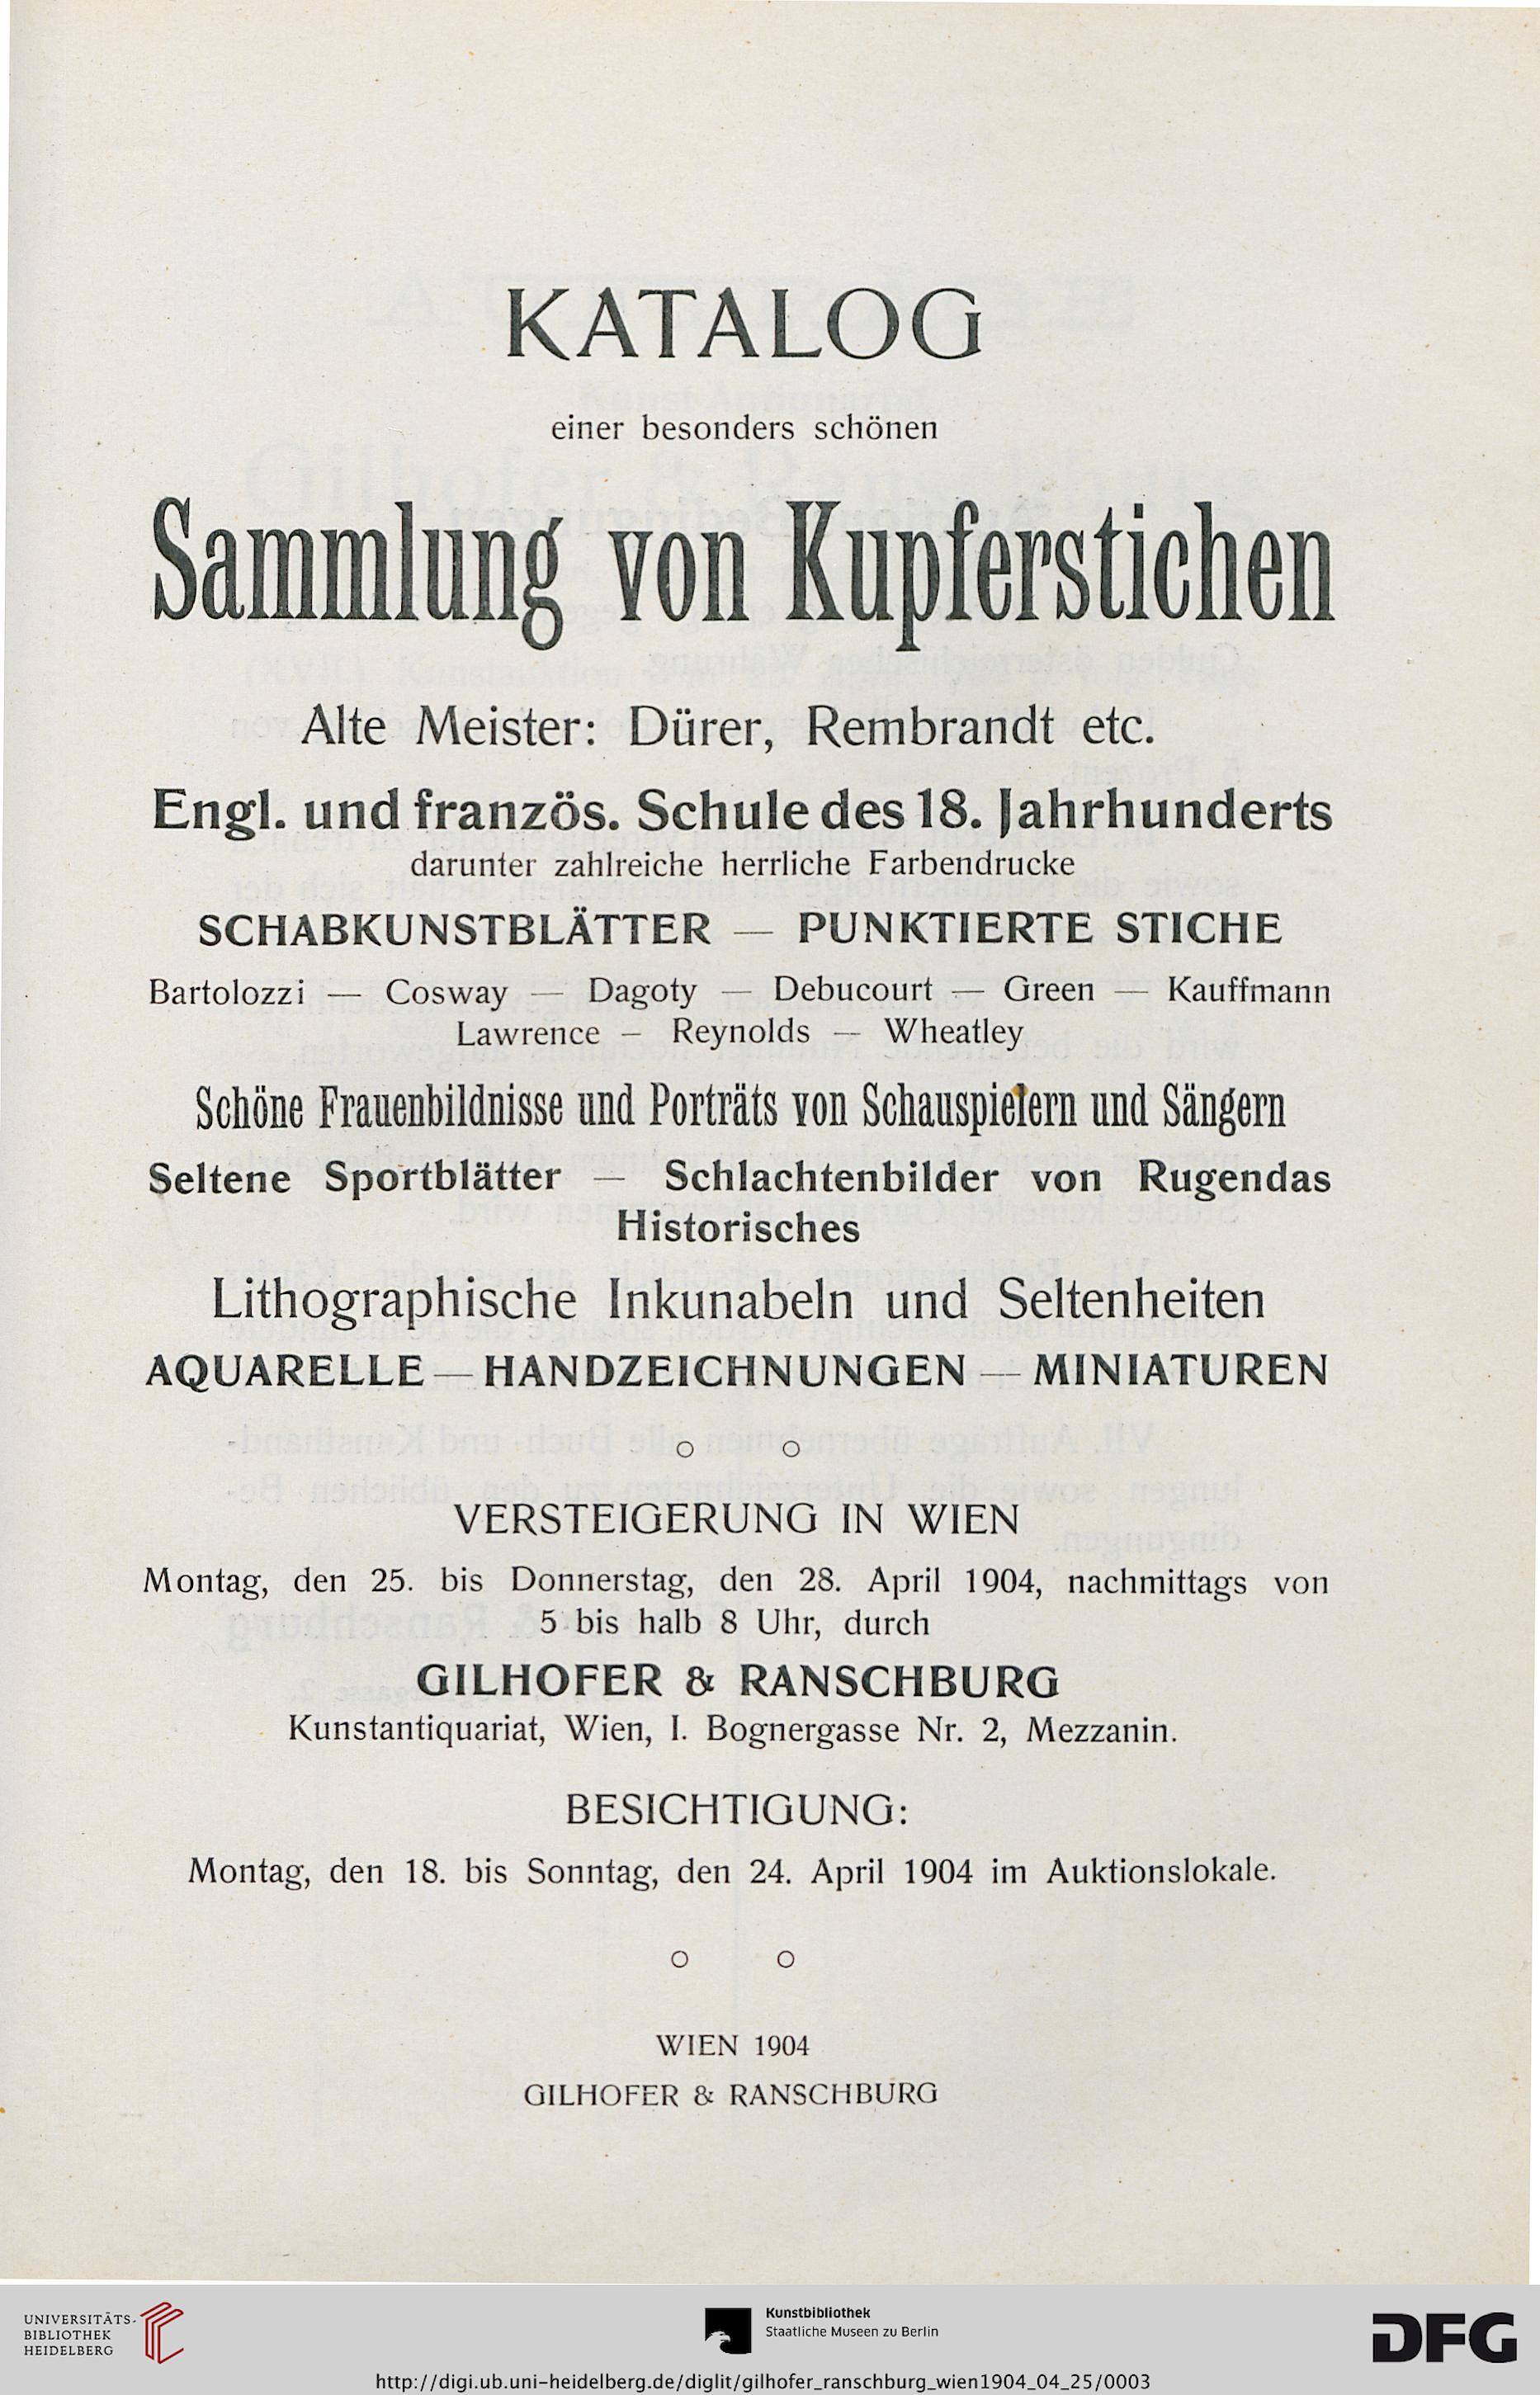 KATALOG
einer besonders schönen
Sammlung von Kupferstichen
Alte Meister: Dürer, Rembrandt etc.
Engl. und französ. Schule des 18. Jahrhunderts
darunter zahlreiche herrliche Farbendrucke
SCHABKUNSTBLÄTTER — PUNKTIERTE STICHE
Bartolozzi — Cosway — Dagoty — Debucourt — Green — Kauffmann
Lawrence – Reynolds — Wheatley
Schöne Frauenbildnisse und Porträts von Schauspielern und Sängern
Seltene Sportblätter — Schlachtenbilder von Rugendas
Historisches
Lithographische Inkunabeln und Seltenheiten
AQUARELLE — HANDZEICHNUNGEN — MINIATUREN
VERSTEIGERUNG IN WIEN
Montag, den 25. bis Donnerstag, den 28. April 1904, nachmittags von
5 bis halb 8 Uhr, durch
GILHOFER & RANSCHBURG
Kunstantiquariat, Wien, I. Bognergasse Nr. 2, Mezzanin.
BESICHTIGUNG:
Montag, den 18. bis Sonntag, den 24. April 1904 im Auktionslokale.
WIEN 1904
GILHOFER & RANSCHBURG
UNIVERSITÄTS-
BIBLIOTHEK
HEIDELBERG
Kunstbibliothek
Staatliche Museen zu Berlin
DFG
http://digi.ub.uni-heidelberg.de/diglit/gilhofer_ranschburg_wien1904_04_25/0003